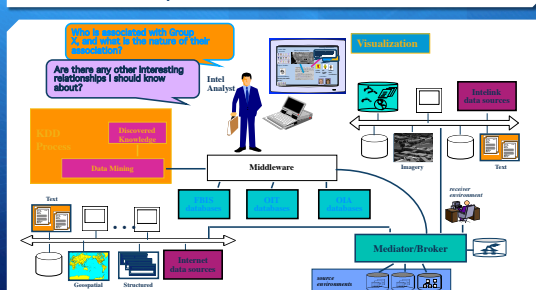 Who is associated with Group
X, and what is the nature of their
association?
Visualization
Are there any other interesting
relationships I should know
about?
Intel
Analyst
Intelink
data sources
KDD
Process
Discovered
Knowledge
Data Mining
Middleware
Imagery
Text
FBIS
databases
OIT
databases
OIA
databases
receiver
environment
Text
Mediator/Broker
Internet
data sources
Geospatial
Structured
source
environments